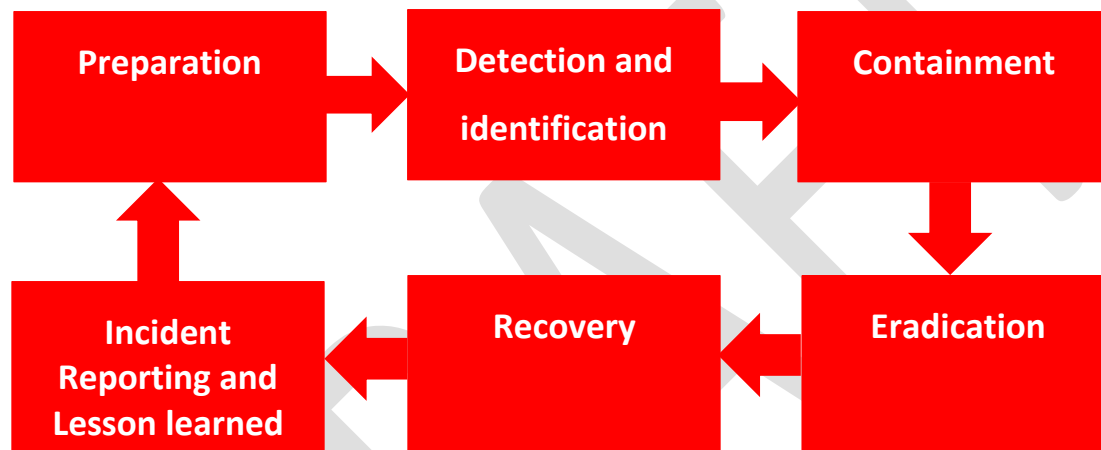 Preparation
Detection and
identification
Containment
Eradication
Recovery
Incident
Reporting and
Lesson learned